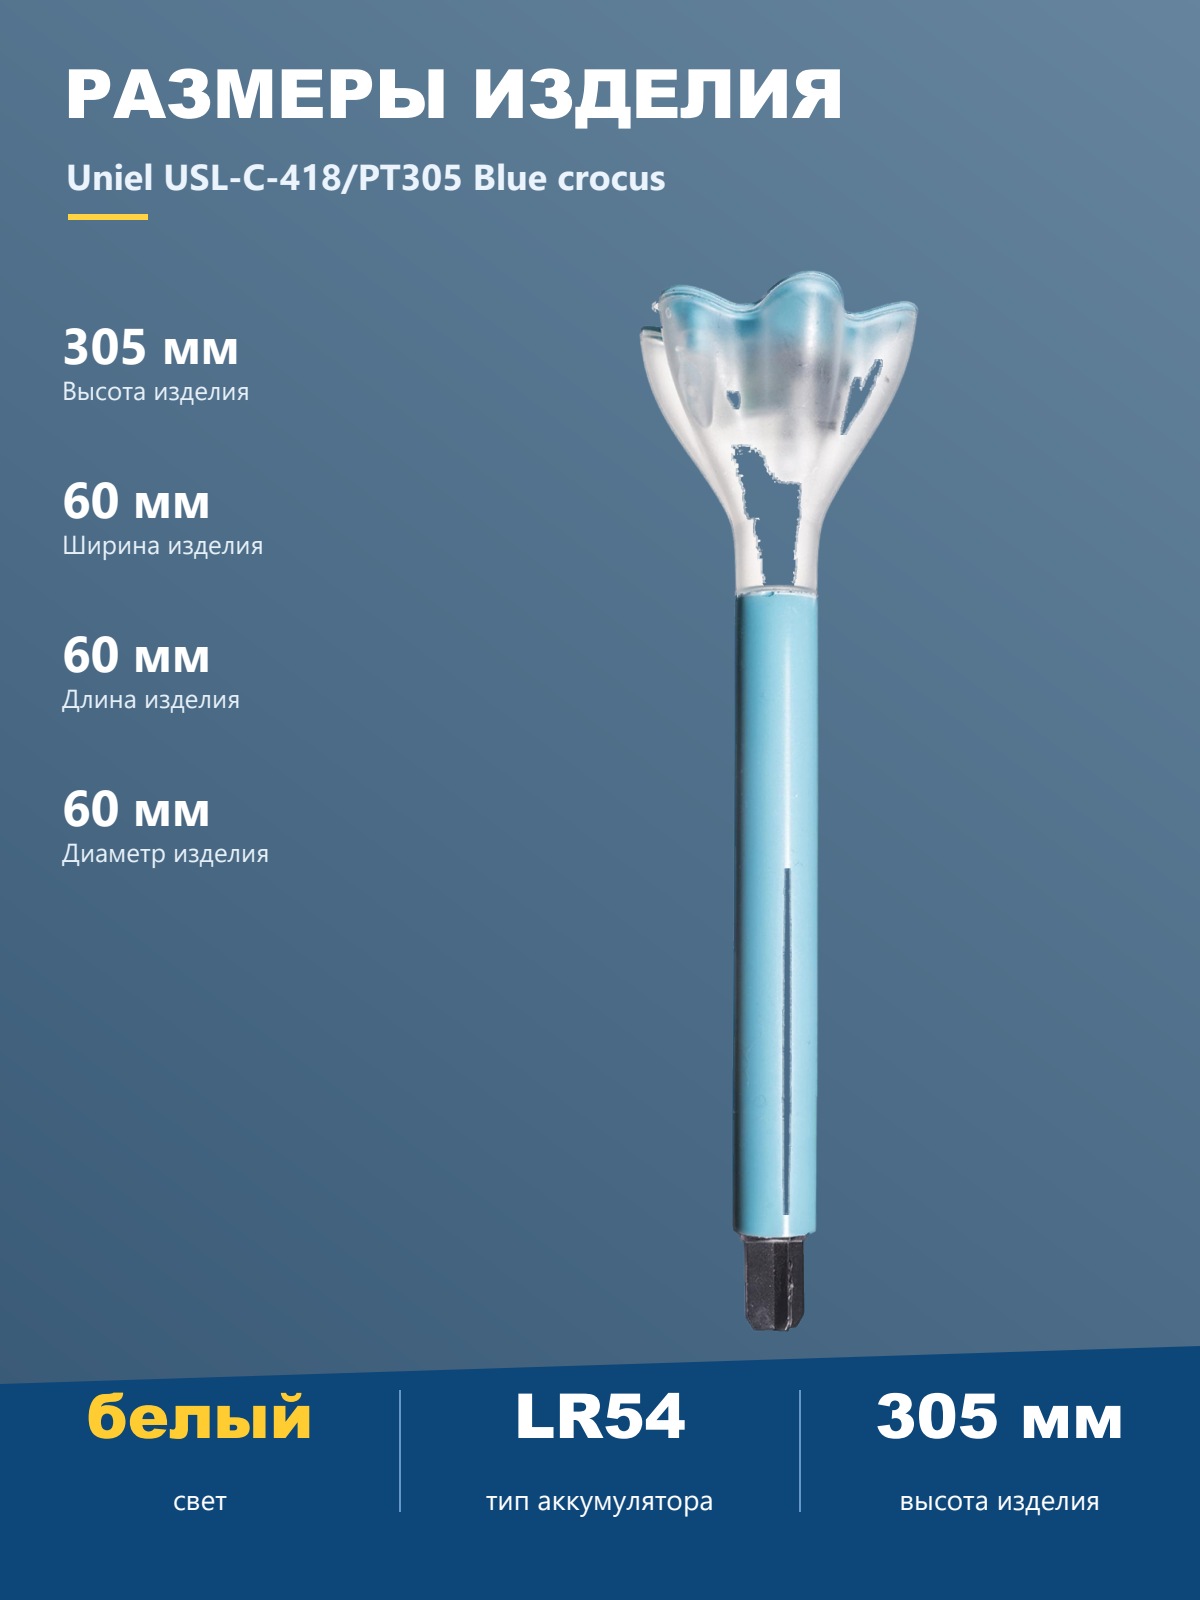 РАЗМЕРЫ ИЗДЕЛИЯ
Uniel USL-C-418/PT305 Blue crocus
305 мм
Высота изделия
60 мм
Ширина изделия
60 мм
Длина изделия
60 мм
Диаметр изделия
белый
свет
LR54
тип аккумулятора
305 мм
высота изделия